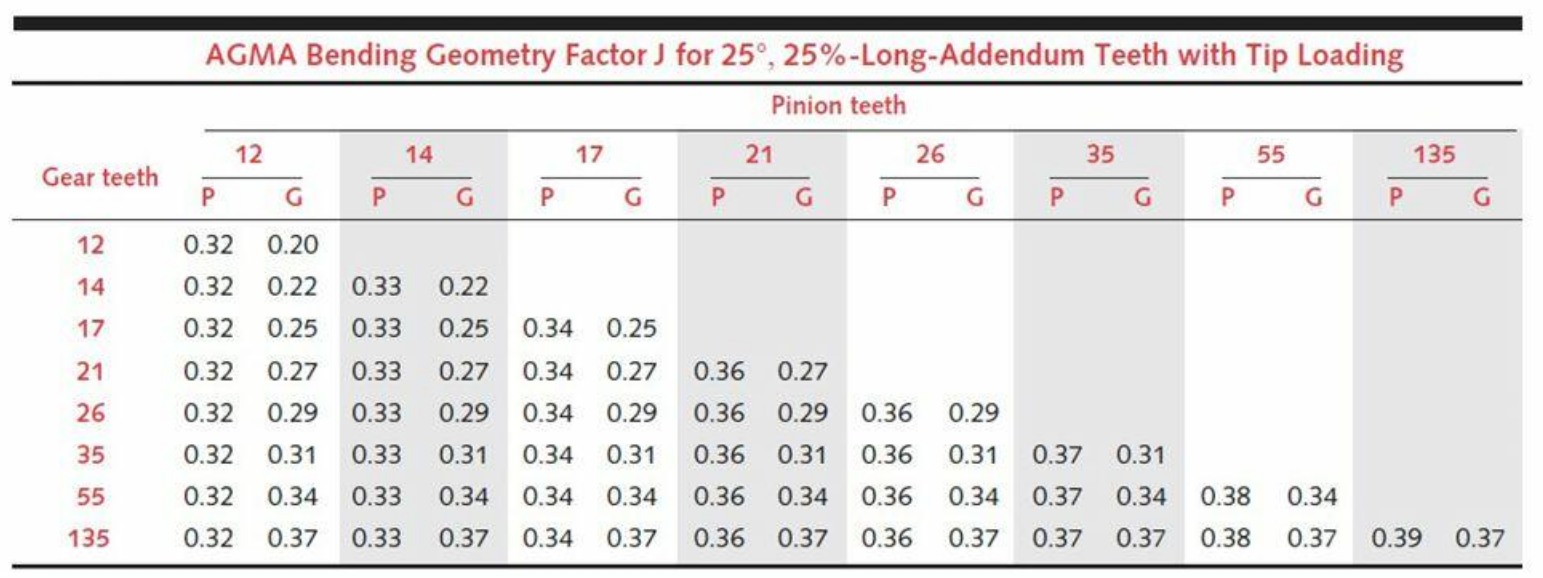 AGMA Bending Geometry Factor J for 25°, 25%-Long-Addendum Teeth with Tip Loading
Pinion teeth
12 14 17 21 26 35 55 135
Gear teeth
P G P G P G P G P G P G P G P G
12 0.32 0.20
14 0.32 0.22 0.33 0.22
17 0.32 0.25 0.33 0.25 0.34 0.25
21 0.32 0.27 0.33 0.27 0.34 0.27 0.36 0.27
26 0.32 0.29 0.33 0.29 0.34 0.29 0.36 0.29 0.36 0.29
35 0.32 0.31 0.33 0.31 0.34 0.31 0.36 0.31 0.36 0.31 0.37 0.31
55 0.32 0.34 0.33 0.34 0.34 0.34 0.36 0.34 0.36 0.34 0.37 0.34 0.38 0.34
135 0.32 0.37 0.33 0.37 0.34 0.37 0.36 0.37 0.36 0.37 0.37 0.37 0.38 0.37 0.39 0.37